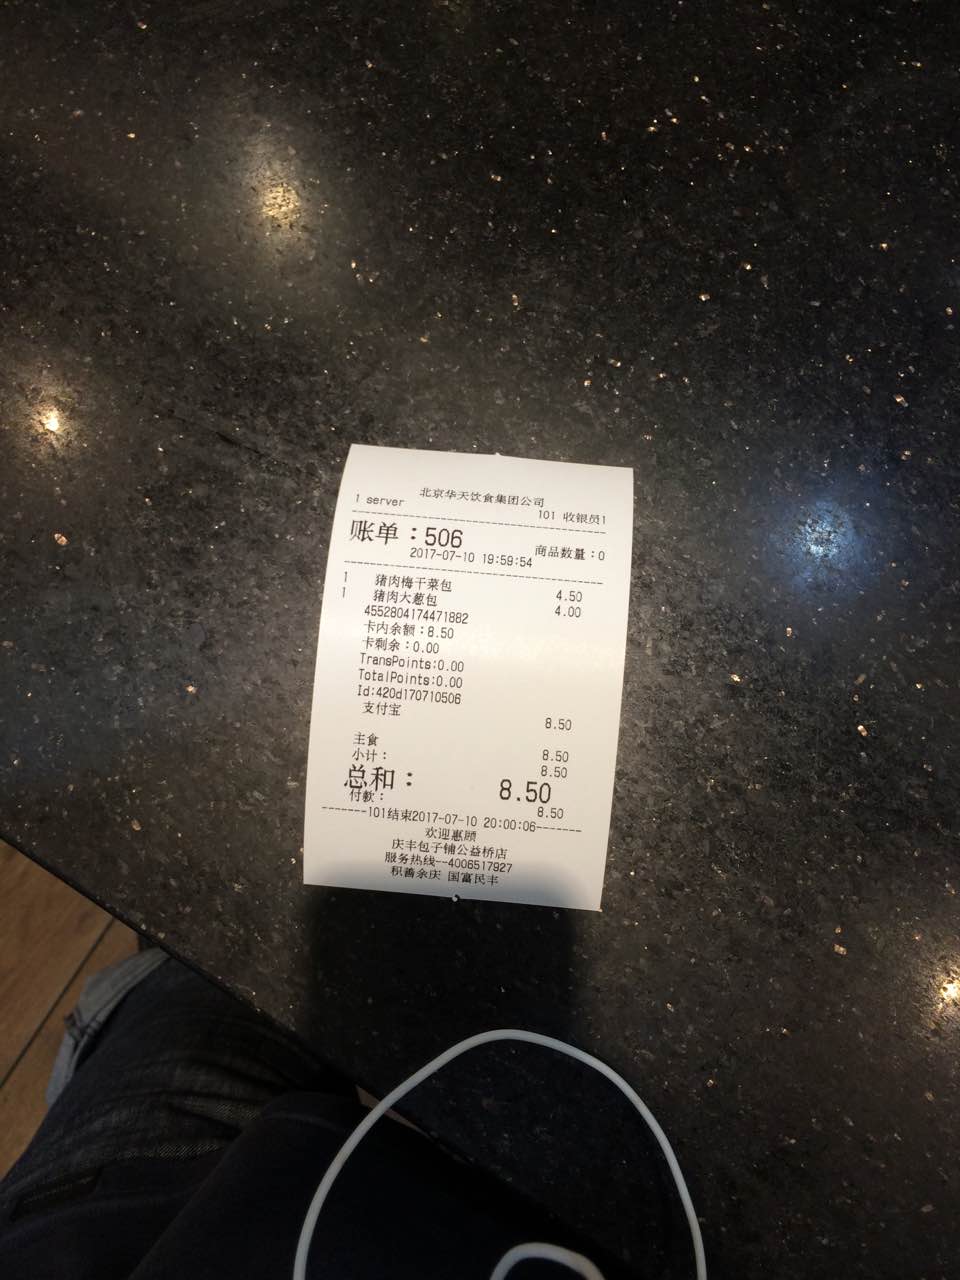 北京华天饮食集团公司
1 server 101 收银员1
账单：506 商品数量：0
2017-07-10 19:59:54
1 猪肉梅干菜包 4.50
1 猪肉大葱包 4.00
4552804174471882
卡内余额：8.50
卡剩余：0.00
TransPoints:0.00
TotalPoints:0.00
Id:420d170710506
支付宝 8.50
主食 8.50
小计： 8.50
总和： 8.50
付款： 8.50
-------101结束2017-07-10 20:00:06-------
欢迎惠顾
庆丰包子铺公益桥店
服务热线--4006517927
积善余庆 国富民丰